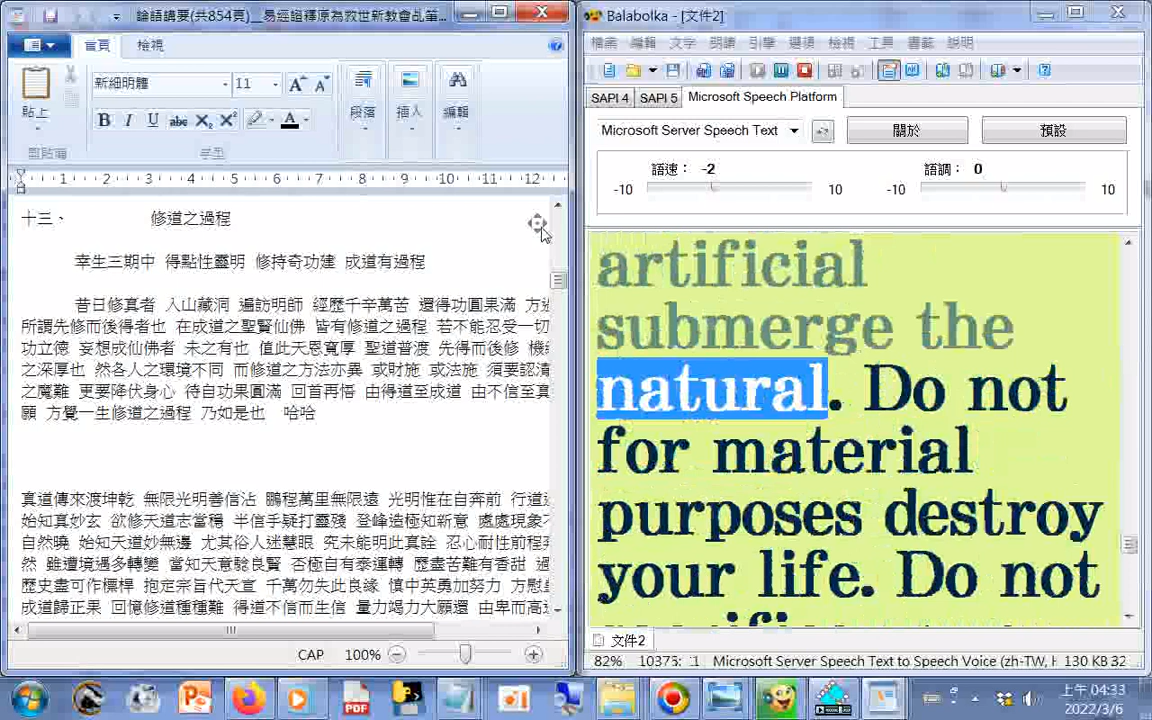 論語講要(共854頁)__易經證釋原為救世新教會乩筆...
首頁 檢視
貼上
剪貼簿
新細明體 11
字型
段落
插入
編輯
1 2 3 4 5 6 7 8 9 10 11 12
十三、 修道之過程
幸生三期中 得點性靈明 修持奇功建 成道有過程
昔日修真者 入山藏洞 遍訪明師 經歷千辛萬苦 還得功圓果滿 方
所謂先修而後得者也 在成道之聖賢仙佛 皆有修道之過程 若不能忍受一切
功立德 妄想成仙佛者 未之有也 值此天恩寬厚 聖道普渡 先得而後修 機
之深厚也 然各人之環境不同 而修道之方法亦異 或財施 或法施 須要認清
之魔難 更要降伏身心 待自功果圓滿 回首再悟 由得道至成道 由不信至真
願 方覺一生修道之過程 乃如是也 哈哈
真道傳來渡坤乾 無限光明善信沾 鵬程萬里無限遠 光明惟在自奔前 行道
始知真妙玄 欲修天道志當穩 半信手疑打靈殘 登峰造極知新意 處處現象
自然曉 始知天道妙無邊 尤其俗人迷慧眼 究未能明此真詮 忍心耐性前程
然 雖遭境遇多轉變 當知天意驗良賢 否極自有泰運轉 歷盡苦難有香甜
歷史盡可作標桿 抱定宗旨代天宣 千萬勿失此良緣 慎中英勇加努力 方慰
成道歸正果 回憶修道種種難 得道不信而生信 量力竭力大願還 由卑而高
CAP 100%
Balabolka - [文件2]
檔案 編輯 文字 朗讀 引擎 選項 檢視 工具 書籤 說明
SAPI 4 SAPI 5 Microsoft Speech Platform
Microsoft Server Speech Text 關於 預設
語速： -2 語調： 0
-10 10 -10 10
artificial
submerge the
natural. Do not
for material
purposes destroy
your life. Do not
文件2
82% 10375: 1 Microsoft Server Speech Text to Speech Voice (zh-TW, H 130 KB 32
上午 04:33
2022/3/6